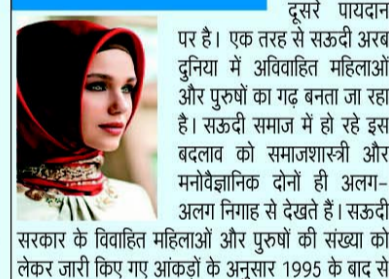 दूसरे पायदान
पर है। एक तरह से सऊदी अरब
दुनिया में अविवाहित महिलाओं
और पुरुषों का गढ़ बनता जा रहा
है। सऊदी समाज में हो रहे इस
बदलाव को समाजशास्त्री और
मनोवैज्ञानिक दोनों ही अलग-
अलग निगाह से देखते हैं। सऊदी
सरकार के विवाहित महिलाओं और पुरुषों की संख्या को
लेकर जारी किए गए आंकड़ों के अनुसार 1995 के बाद से